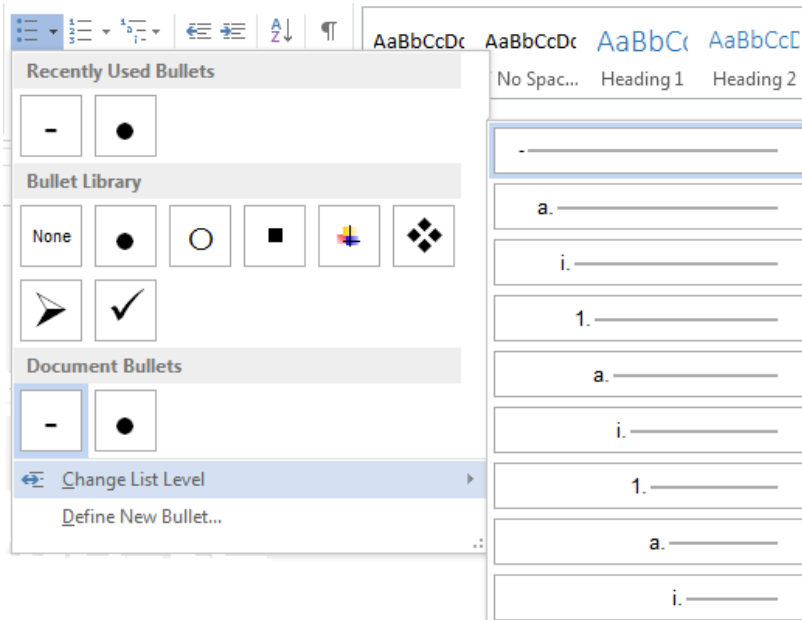 AaBbCcDc AaBbCcDc AaBbC AaBbCcD
No Spac... Heading 1 Heading 2
Recently Used Bullets
Bullet Library
None
Document Bullets
Change List Level
Define New Bullet...
-
a.
i.
1.
a.
i.
1.
a.
i.